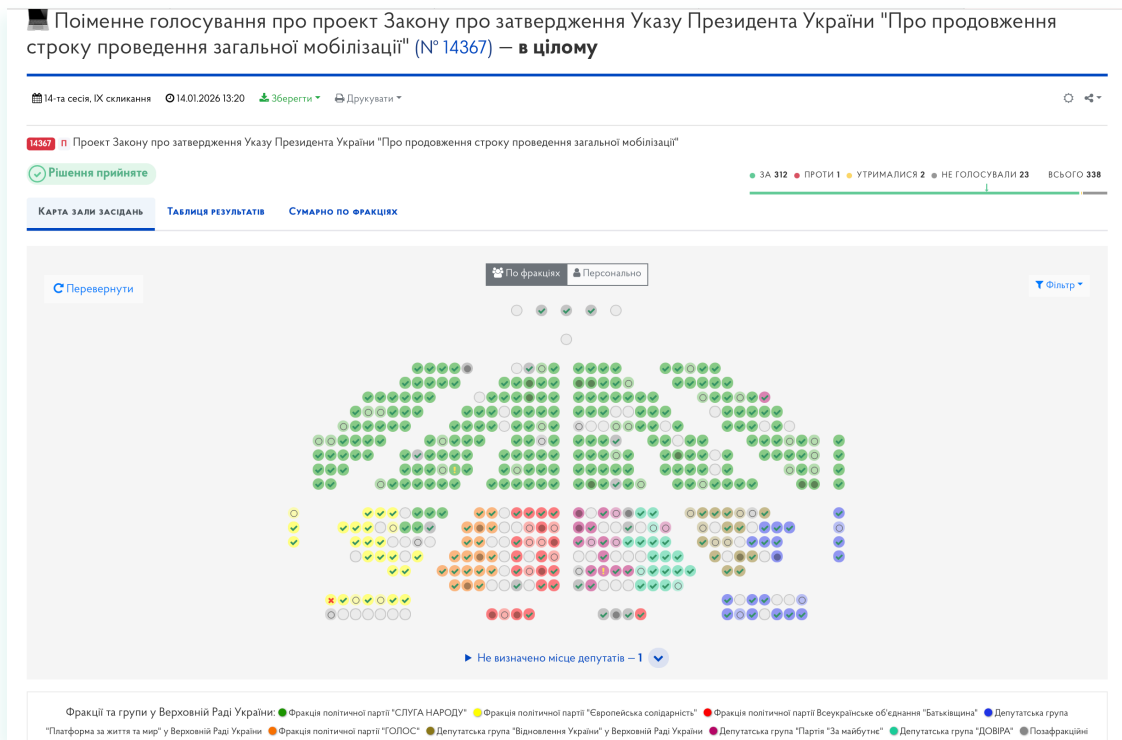 Поіменне голосування про проект Закону про затвердження Указу Президента України "Про продовження
строку проведення загальної мобілізації" (№ 14367) — в цілому
14-та сесія, IX скликання 14.01.2026 13:20 Зберегти Друкувати
14367 П Проект Закону про затвердження Указу Президента України "Про продовження строку проведення загальної мобілізації"
Рішення прийняте
ЗА 312 ПРОТИ 1 УТРИМАЛИСЯ 2 НЕ ГОЛОСУВАЛИ 23 ВСЬОГО 338
Карта зали засідань Таблиця результатів Сумарно по фракціях
По фракціях Персонально
Перевернути
Фільтр
Не визначено місце депутатів — 1
Фракції та групи у Верховній Раді України: Фракція політичної партії "СЛУГА НАРОДУ" Фракція політичної партії "Європейська солідарність" Фракція політичної партії Всеукраїнське об'єднання "Батьківщина" Депутатська група
"Платформа за життя та мир" у Верховній Раді України Фракція політичної партії "ГОЛОС" Депутатська група "Відновлення України" у Верховній Раді України Депутатська група "Партія "За майбутнє" Депутатська група "ДОВІРА" Позафракційні